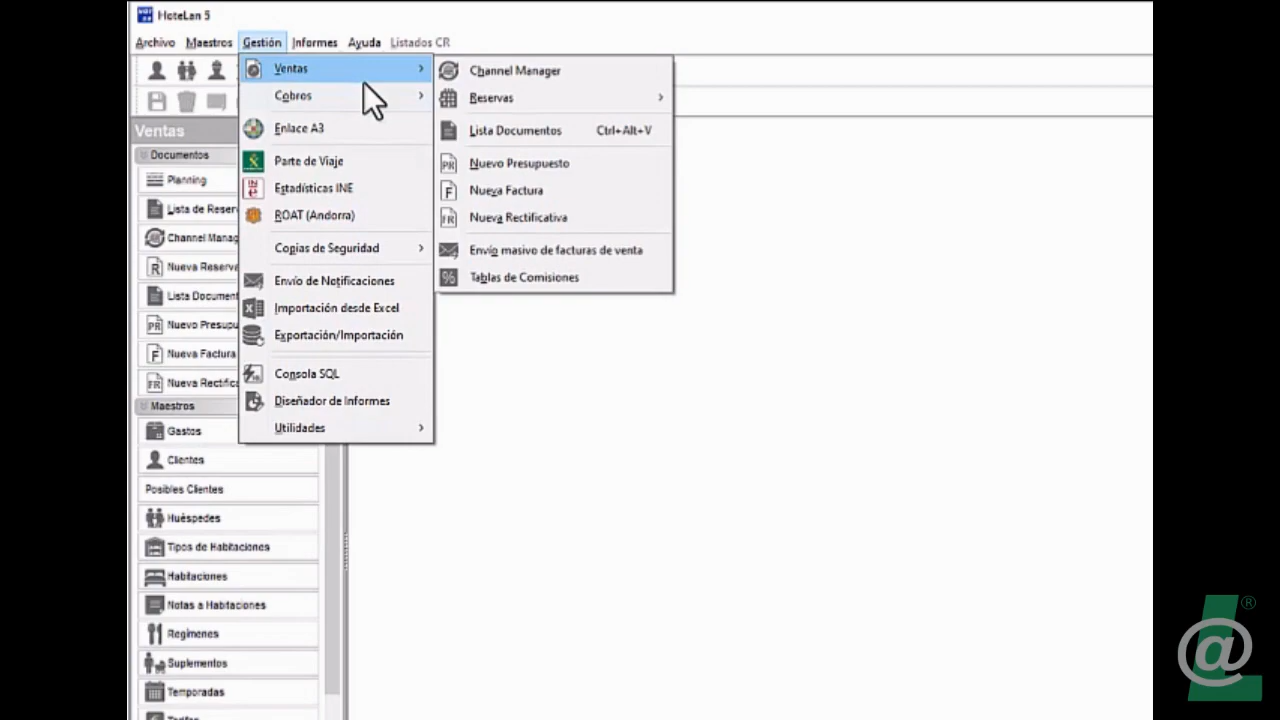 HoteLan 5
Archivo Maestros Gestión Informes Ayuda Listados CR
Ventas
Cobros
Enlace A3
Parte de Viaje
Estadísticas INE
ROAT (Andorra)
Copias de Seguridad
Envío de Notificaciones
Importación desde Excel
Exportación/Importación
Consola SQL
Diseñador de Informes
Utilidades
Channel Manager
Reservas
Lista Documentos Ctrl+Alt+V
Nuevo Presupuesto
Nueva Factura
Nueva Rectificativa
Envío masivo de facturas de venta
Tablas de Comisiones
Ventas
Documentos
Planning
Lista de Reser
Channel Manag
Nueva Reserva
Lista Document
Nuevo Presupu
Nueva Factura
Nueva Rectific
Maestros
Gastos
Clientes
Posibles Clientes
Huéspedes
Tipos de Habitaciones
Habitaciones
Notas a Habitaciones
Regímenes
Suplementos
Temporadas
L@®